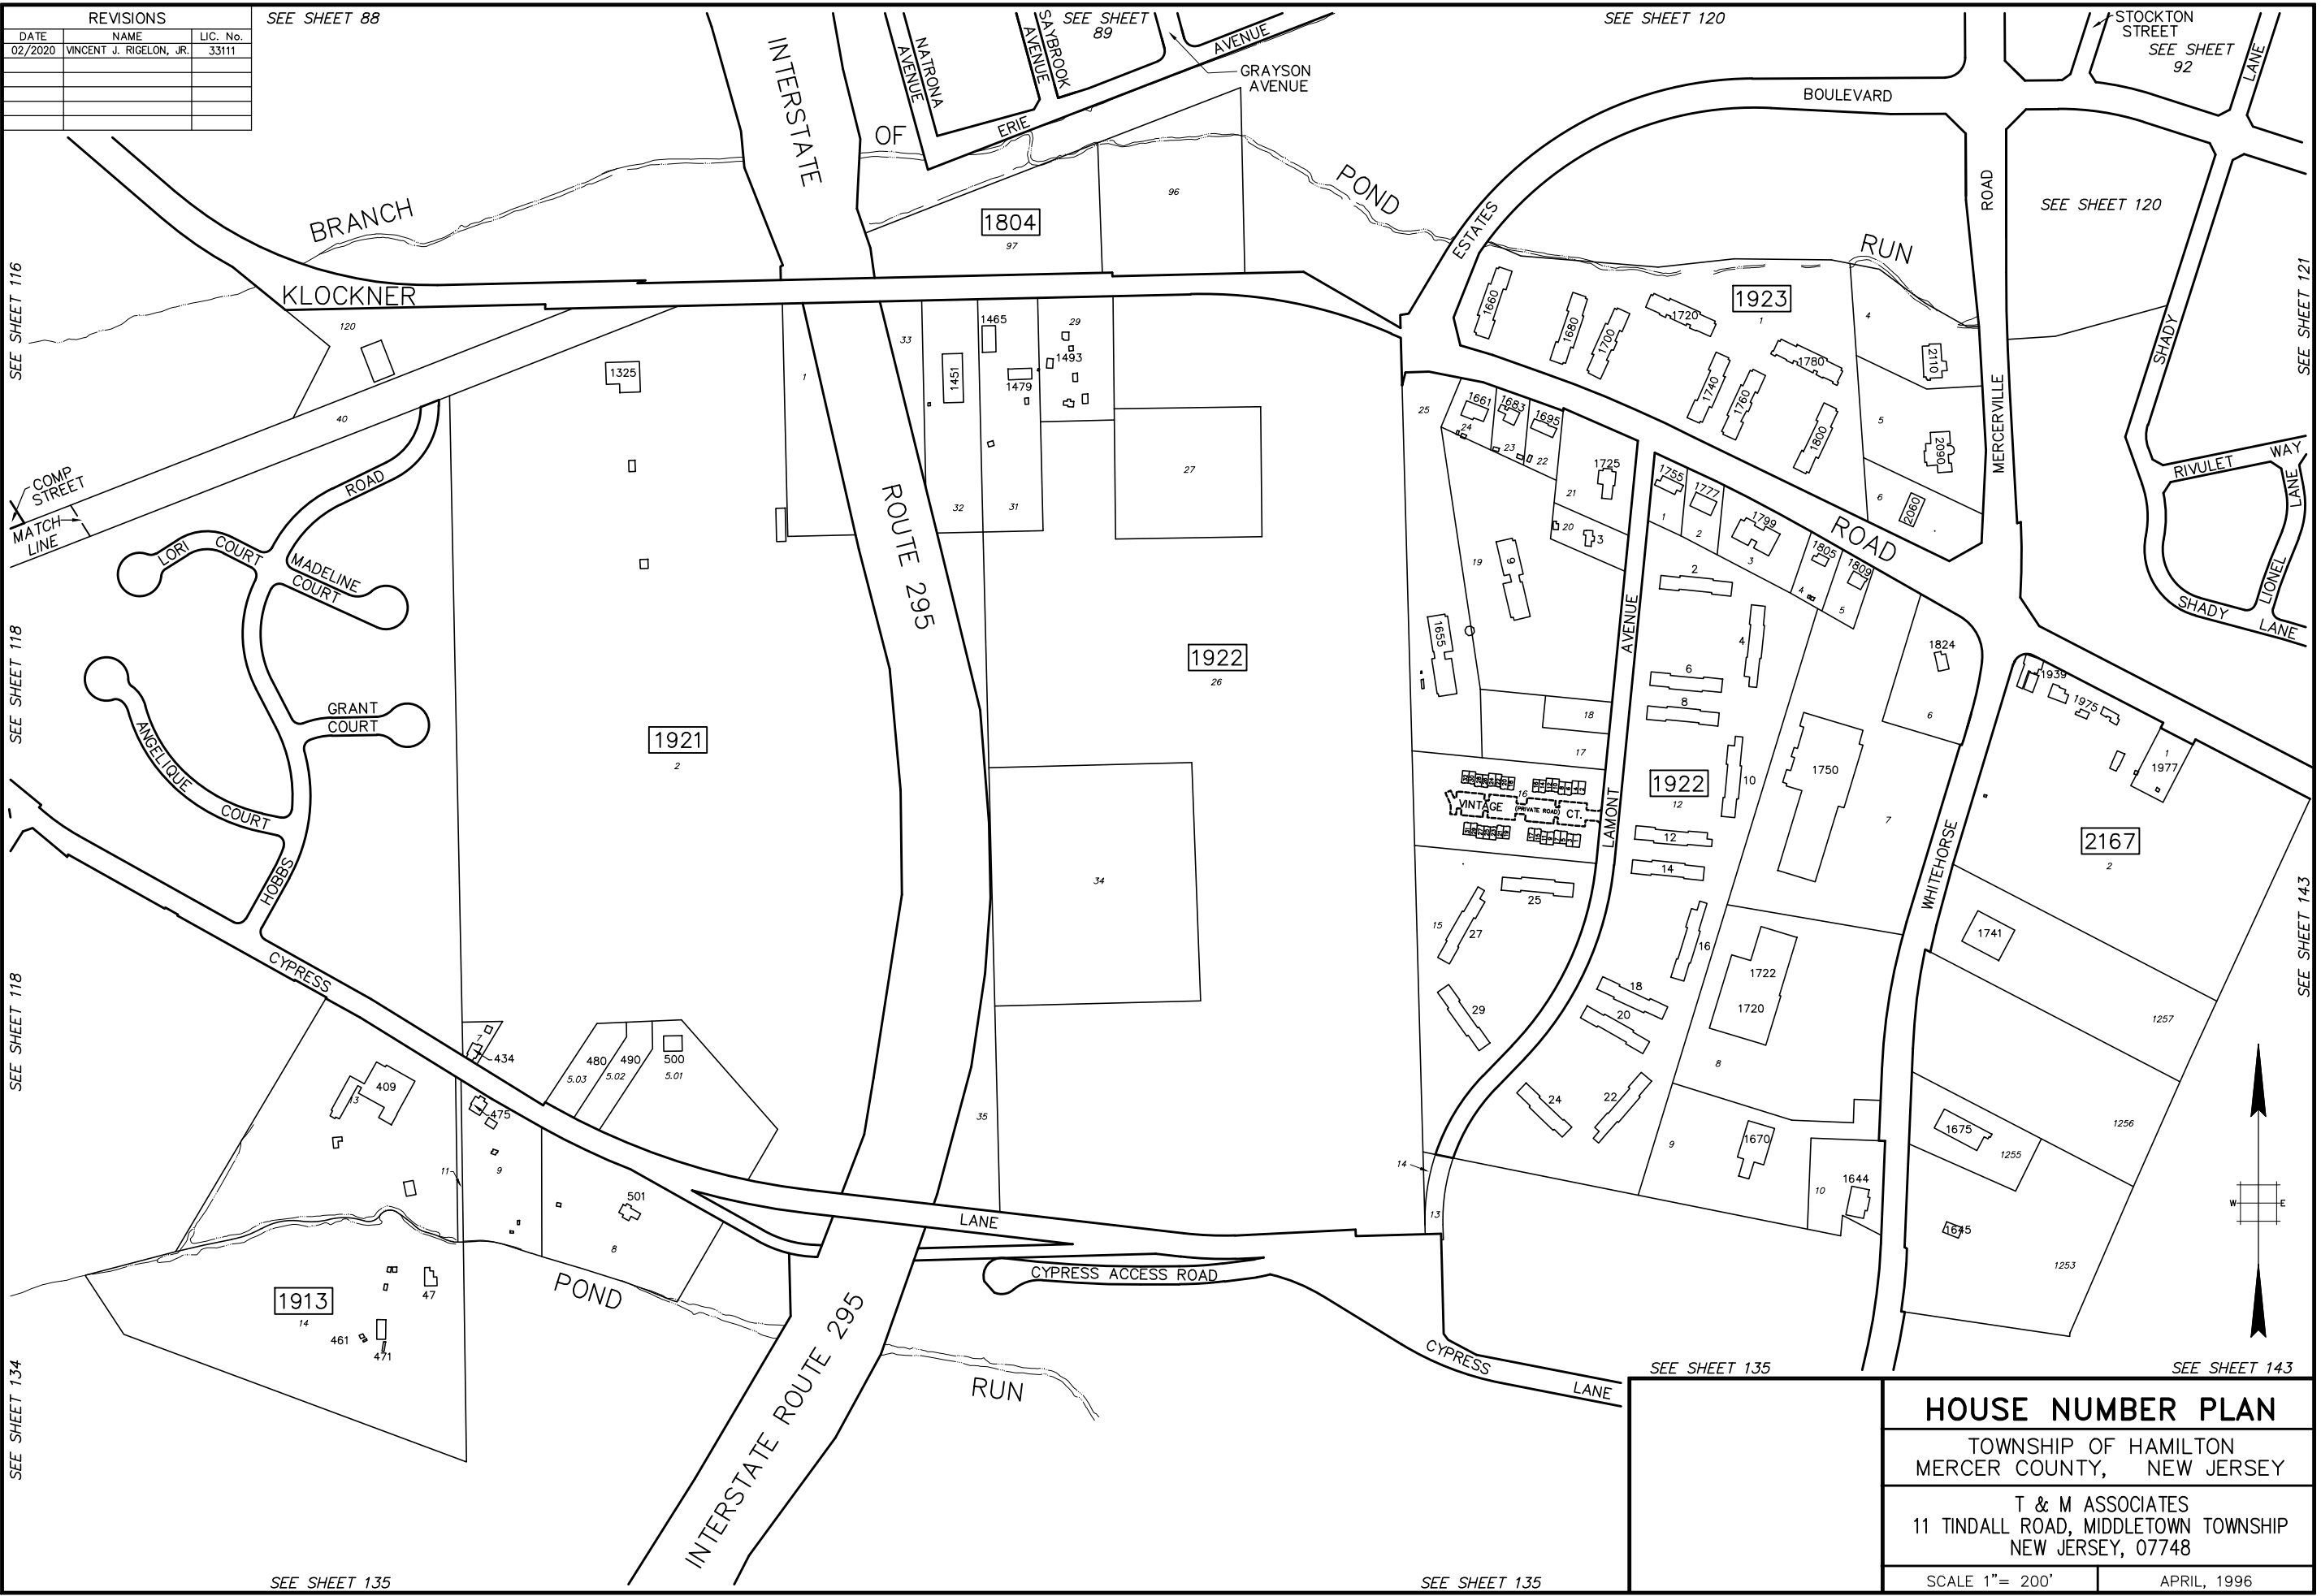 REVISIONS
DATE NAME LIC. No.
02/2020 VINCENT J. RIGELON, JR. 33111
SEE SHEET 88
SEE SHEET
89
SEE SHEET 120
STOCKTON
STREET
SEE SHEET
92
LANE
INTERSTATE
NATRONA
AVENUE
SAYBROOK
AVENUE
AVENUE
GRAYSON
AVENUE
ERIE
OF
BOULEVARD
BRANCH
POND
ESTATES
RUN
ROAD
SEE SHEET 120
96
1804
97
SEE SHEET 116
SEE SHEET 121
KLOCKNER
120
40
1325
1
33
1451
1465
1479
29
1493
32
31
27
1660
1680
1700
1720
1923
1
1740
1760
1780
1800
4
2110
5
2090
6
2060
MERCERVILLE
SHADY
RIVULET WAY
LANE
LIONEL
SHADY
LANE
25
1661
24
1683
23
1695
22
1725
21
20
3
19
9
1655
18
17
ROAD
1755
1
1777
2
1799
3
1805
4
1809
5
COMP
STREET
MATCH
LINE
ROAD
LORI COURT
MADELINE
COURT
GRANT
COURT
ANGELIQUE
COURT
HOBBS
CYPRESS
SEE SHEET 118
SEE SHEET 118
1921
2
ROUTE 295
1922
26
34
35
AVENUE
LAMONT
2
4
6
8
10
12
14
16
18
20
22
24
1922
12
16
VINTAGE (PRIVATE ROAD) CT.
25
15
27
29
14
13
1824
6
1750
7
1722
1720
8
1670
9
1644
10
WHITEHORSE
1939
1975
1
1977
2167
2
1741
1257
1256
1675
1255
1645
1253
SEE SHEET 143
W E
7
434
480
5.03
490
5.02
500
5.01
409
13
475
11
9
501
8
LANE
CYPRESS ACCESS ROAD
CYPRESS
LANE
POND
RUN
1913
14
47
461
471
SEE SHEET 134
INTERSTATE ROUTE 295
SEE SHEET 135
SEE SHEET 135
SEE SHEET 135
SEE SHEET 143
HOUSE NUMBER PLAN
TOWNSHIP OF HAMILTON
MERCER COUNTY, NEW JERSEY
T & M ASSOCIATES
11 TINDALL ROAD, MIDDLETOWN TOWNSHIP
NEW JERSEY, 07748
SCALE 1"= 200'
APRIL, 1996